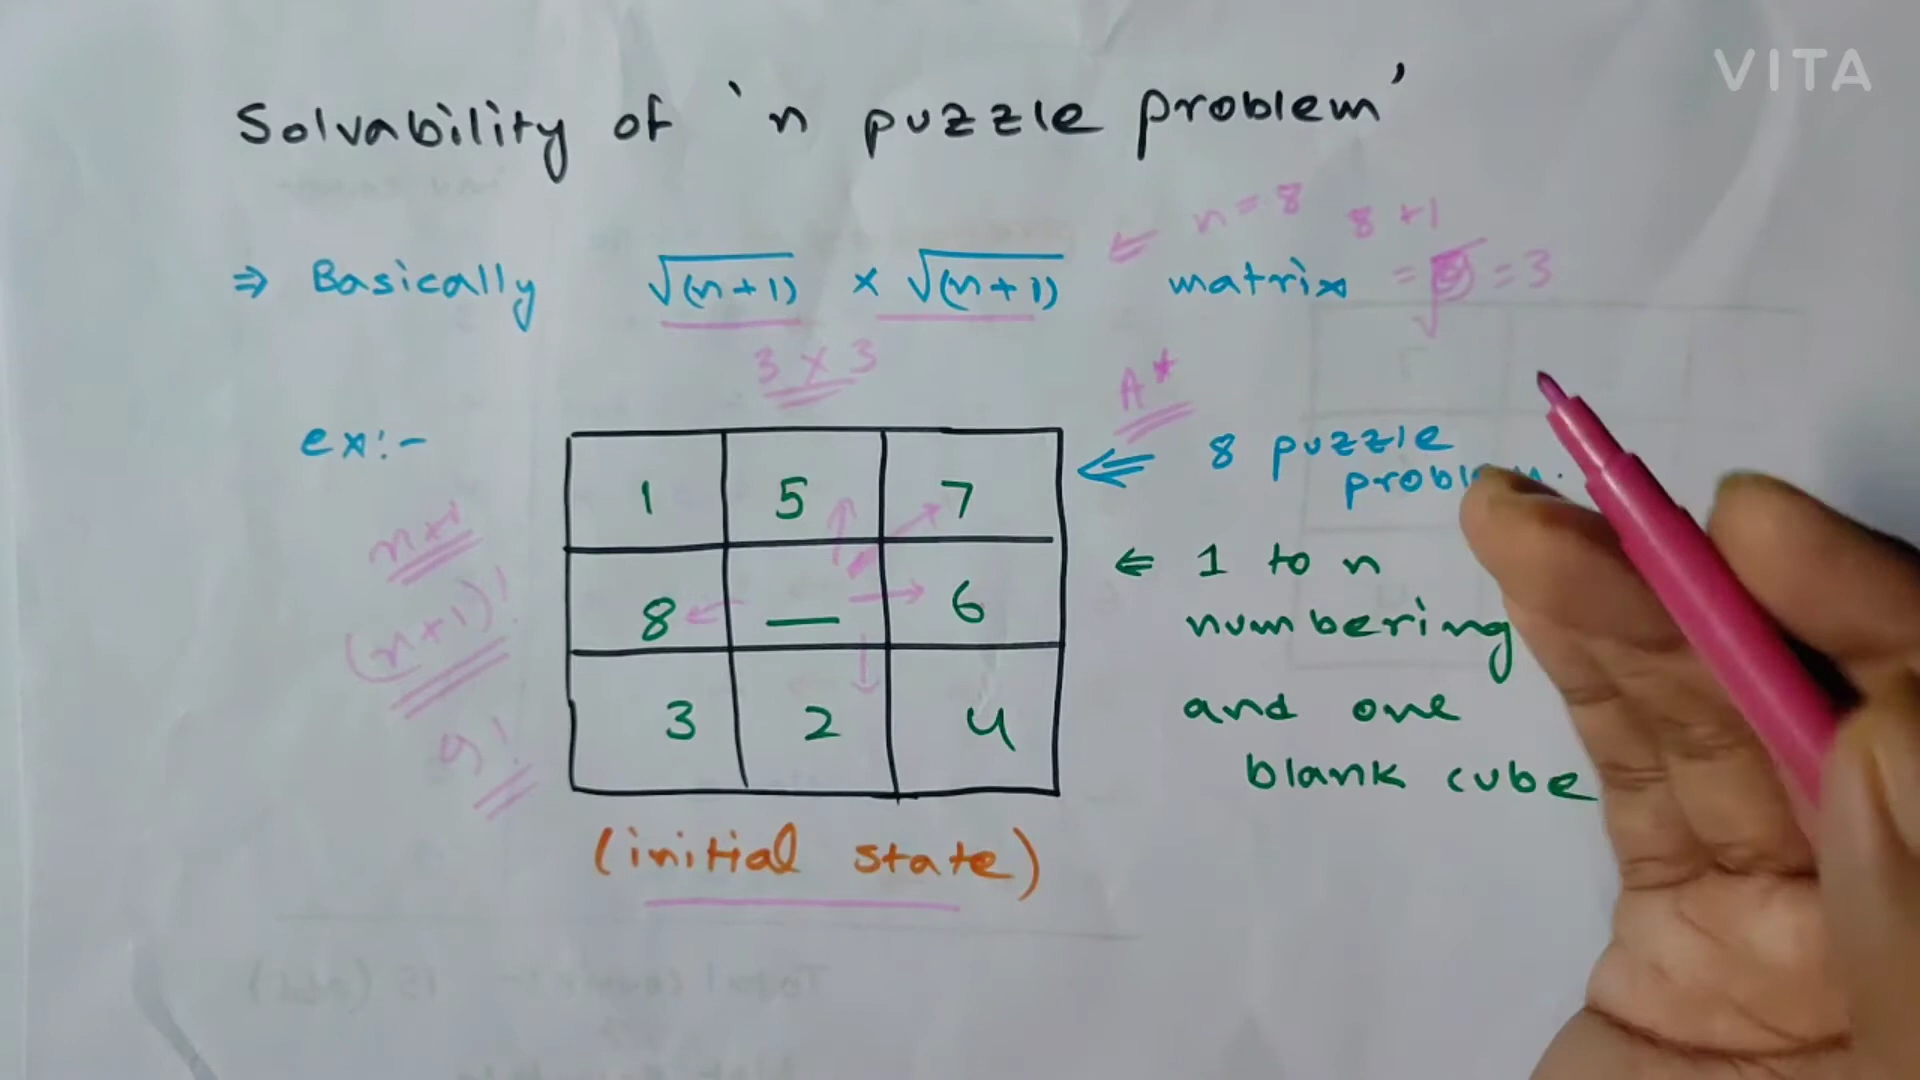 VITA
Solvability of 'n puzzle problem'
n = 8 8 + 1
⇒ Basically √(n+1) × √(n+1) matrix = √9 = 3
3 × 3
A*
ex:- ⇐ 8 puzzle
problem.
1 5 7
n+1
⇐ 1 to n
8 _ 6
numbering
(n+1)!
3 2 4
and one
9!
blank cube
(initial state)